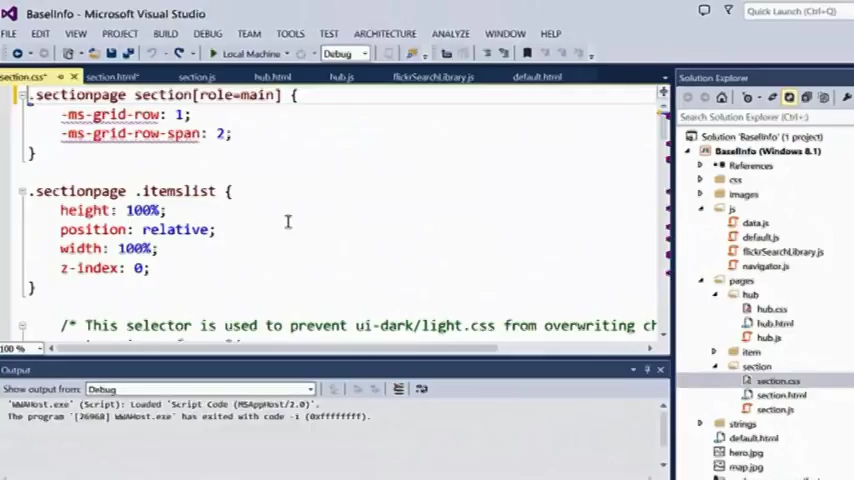 BaselInfo - Microsoft Visual Studio
Quick Launch (Ctrl+Q)
FILE EDIT VIEW PROJECT BUILD DEBUG TEAM TOOLS TEST ARCHITECTURE ANALYZE WINDOW HELP
Local Machine Debug
section.css* section.html* section.js hub.html hub.js flickrSearchLibrary.js default.html
.sectionpage section[role=main] {
-ms-grid-row: 1;
-ms-grid-row-span: 2;
}
.sectionpage .itemslist {
height: 100%;
position: relative;
width: 100%;
z-index: 0;
}
/* This selector is used to prevent ui-dark/light.css from overwriting ch
100 %
Output
Show output from: Debug
'WWAHost.exe' (Script): Loaded 'Script Code (MSAppHost/2.0)'.
The program '[26968] WWAHost.exe' has exited with code -1 (0xffffffff).
Solution Explorer
Search Solution Explorer (Ctrl+;)
Solution 'BaselInfo' (1 project)
BaselInfo (Windows 8.1)
References
css
images
js
data.js
default.js
flickrSearchLibrary.js
navigator.js
pages
hub
hub.css
hub.html
hub.js
item
section
section.css
section.html
section.js
strings
default.html
hero.jpg
map.jpg